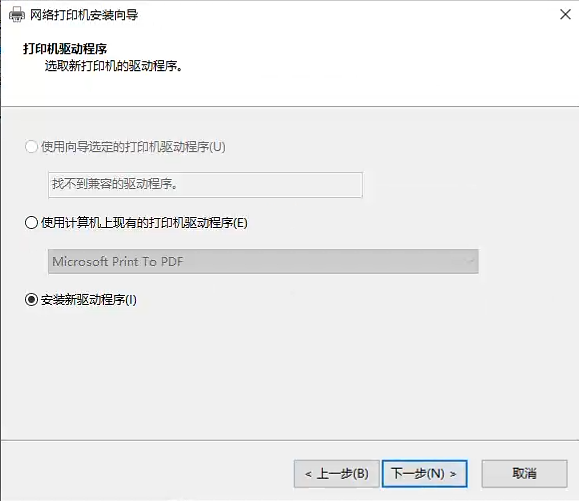 网络打印机安装向导
打印机驱动程序
选取新打印机的驱动程序。
使用向导选定的打印机驱动程序(U)
找不到兼容的驱动程序。
使用计算机上现有的打印机驱动程序(E)
Microsoft Print To PDF
安装新驱动程序(I)
< 上一步(B) 下一步(N) > 取消